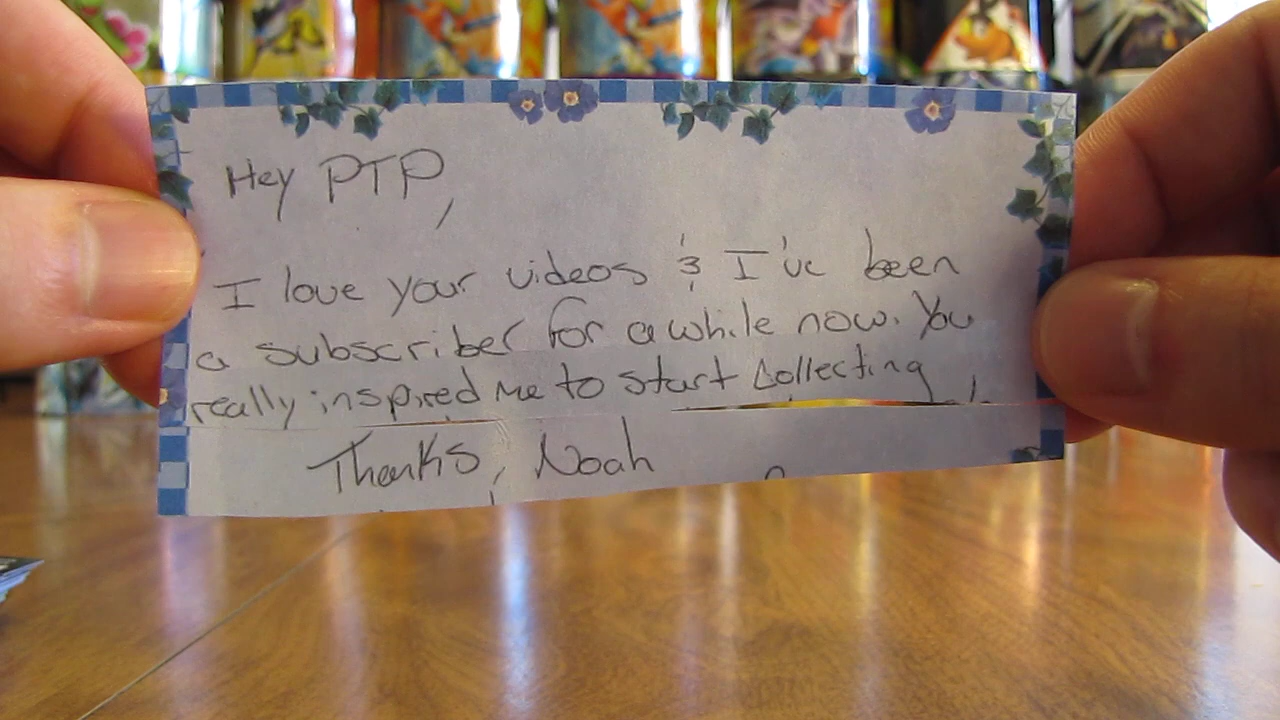 Hey PTP,
I love your videos & I've been
a subscriber for a while now. You
really inspired me to start collecting
Thanks, Noah